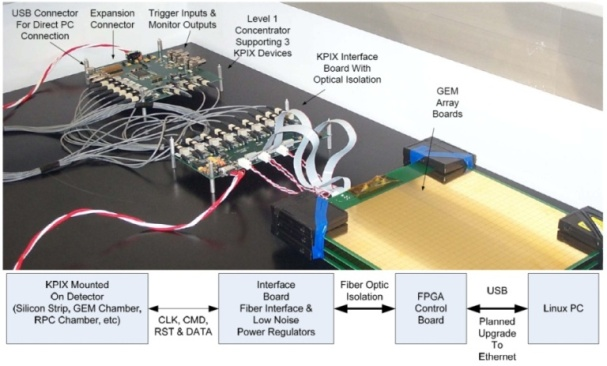 USB Connector
For Direct PC
Connection
Expansion
Connector
Trigger Inputs &
Monitor Outputs
Level 1
Concentrator
Supporting 3
KPIX Devices
KPIX Interface
Board With
Optical Isolation
GEM
Array
Boards
KPIX Mounted
On Detector
(Silicon Strip, GEM Chamber,
RPC Chamber, etc)
CLK, CMD,
RST & DATA
Interface
Board
Fiber Interface &
Low Noise
Power Regulators
Fiber Optic
Isolation
FPGA
Control
Board
USB
Planned
Upgrade
To
Ethernet
Linux PC